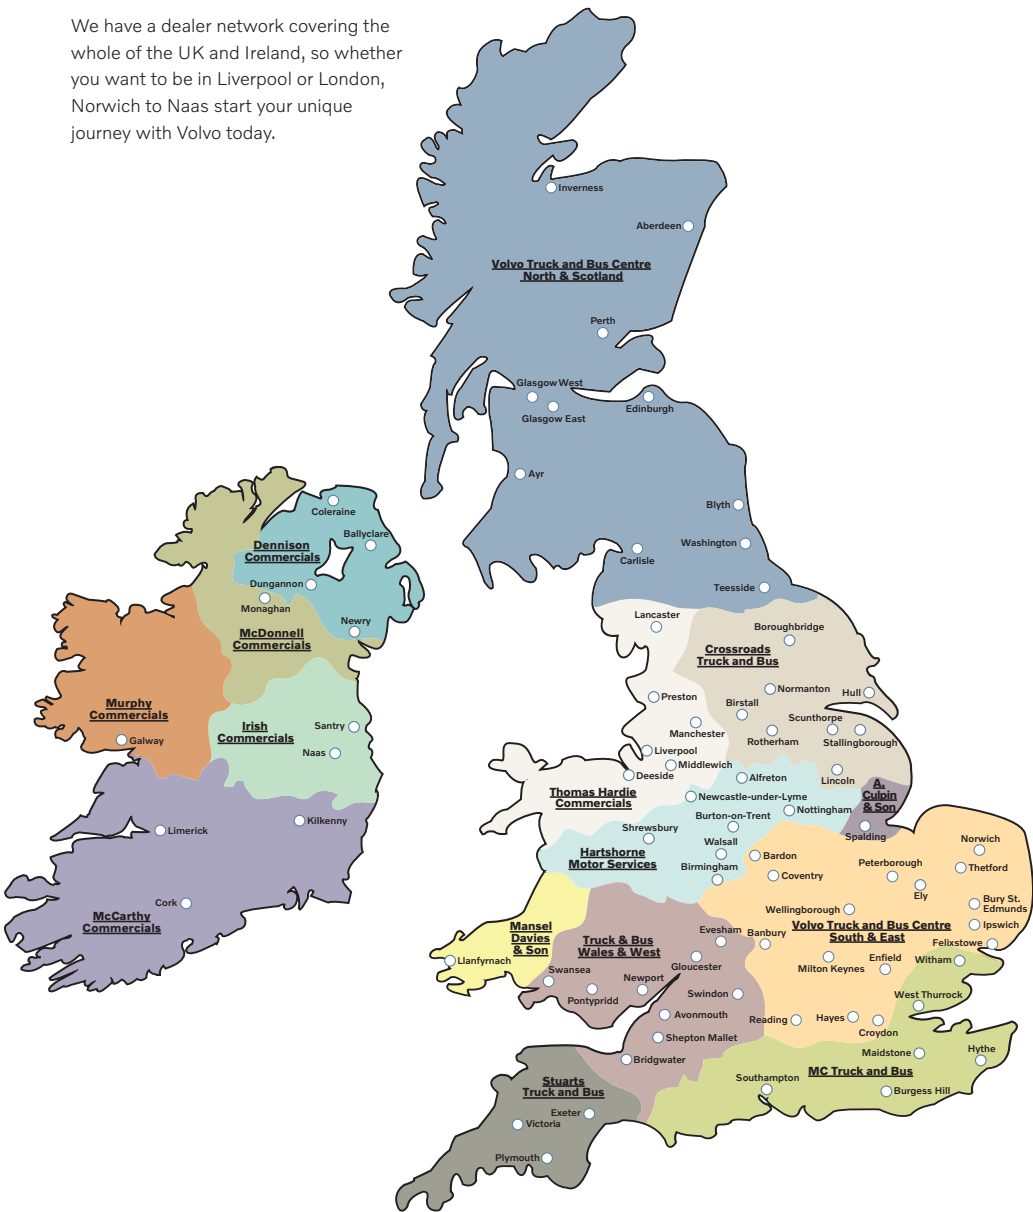 We have a dealer network covering the
whole of the UK and Ireland, so whether
you want to be in Liverpool or London,
Norwich to Naas start your unique
journey with Volvo today.
Inverness
Aberdeen
Volvo Truck and Bus Centre
North & Scotland
Perth
Glasgow West
Glasgow East
Edinburgh
Ayr
Blyth
Washington
Carlisle
Teesside
Coleraine
Ballyclare
Dennison
Commercials
Dungannon
Monaghan
Newry
McDonnell
Commercials
Murphy
Commercials
Galway
Irish
Commercials
Santry
Naas
Limerick
Kilkenny
Cork
McCarthy
Commercials
Lancaster
Boroughbridge
Crossroads
Truck and Bus
Preston
Normanton
Hull
Birstall
Scunthorpe
Manchester
Rotherham
Stallingborough
Liverpool
Middlewich
Deeside
Alfreton
Lincoln
Thomas Hardie
Commercials
A.
Culpin
& Son
Newcastle-under-Lyme
Nottingham
Burton-on-Trent
Shrewsbury
Spalding
Walsall
Hartshorne
Motor Services
Birmingham
Bardon
Coventry
Norwich
Peterborough
Thetford
Ely
Bury St.
Edmunds
Wellingborough
Volvo Truck and Bus Centre
South & East
Ipswich
Felixstowe
Mansel
Davies
& Son
Llanfyrnach
Truck & Bus
Wales & West
Evesham
Banbury
Gloucester
Milton Keynes
Enfield
Witham
Swansea
Newport
Pontypridd
Swindon
West Thurrock
Avonmouth
Reading
Hayes
Croydon
Shepton Mallet
Bridgwater
Maidstone
Hythe
MC Truck and Bus
Southampton
Burgess Hill
Stuarts
Truck and Bus
Exeter
Victoria
Plymouth